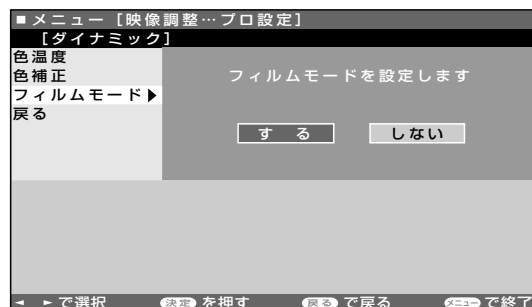 ■メニュー [映像調整…プロ設定]
[ダイナミック]
色温度
色補正
フィルムモード▶
戻る
フィルムモードを設定します
する しない
◄ ►で選択 決定 を押す 戻る で戻る メニュー で終了